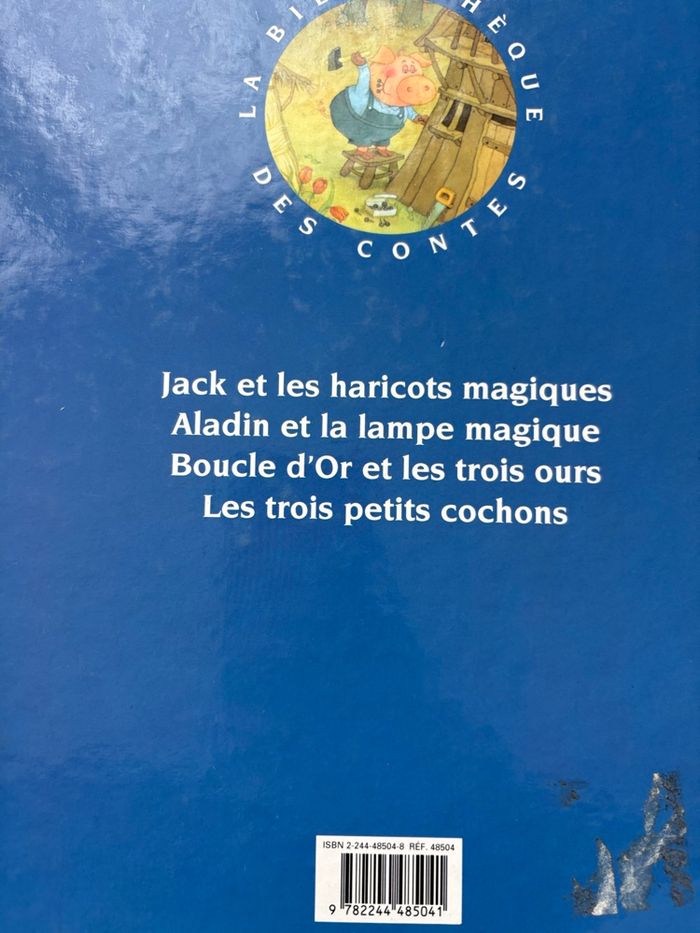 LA BIBLIOTHÈQUE
DES CONTES
Jack et les haricots magiques
Aladin et la lampe magique
Boucle d'Or et les trois ours
Les trois petits cochons
ISBN 2-244-48504-8 RÉF. 48504
9 782244 485041